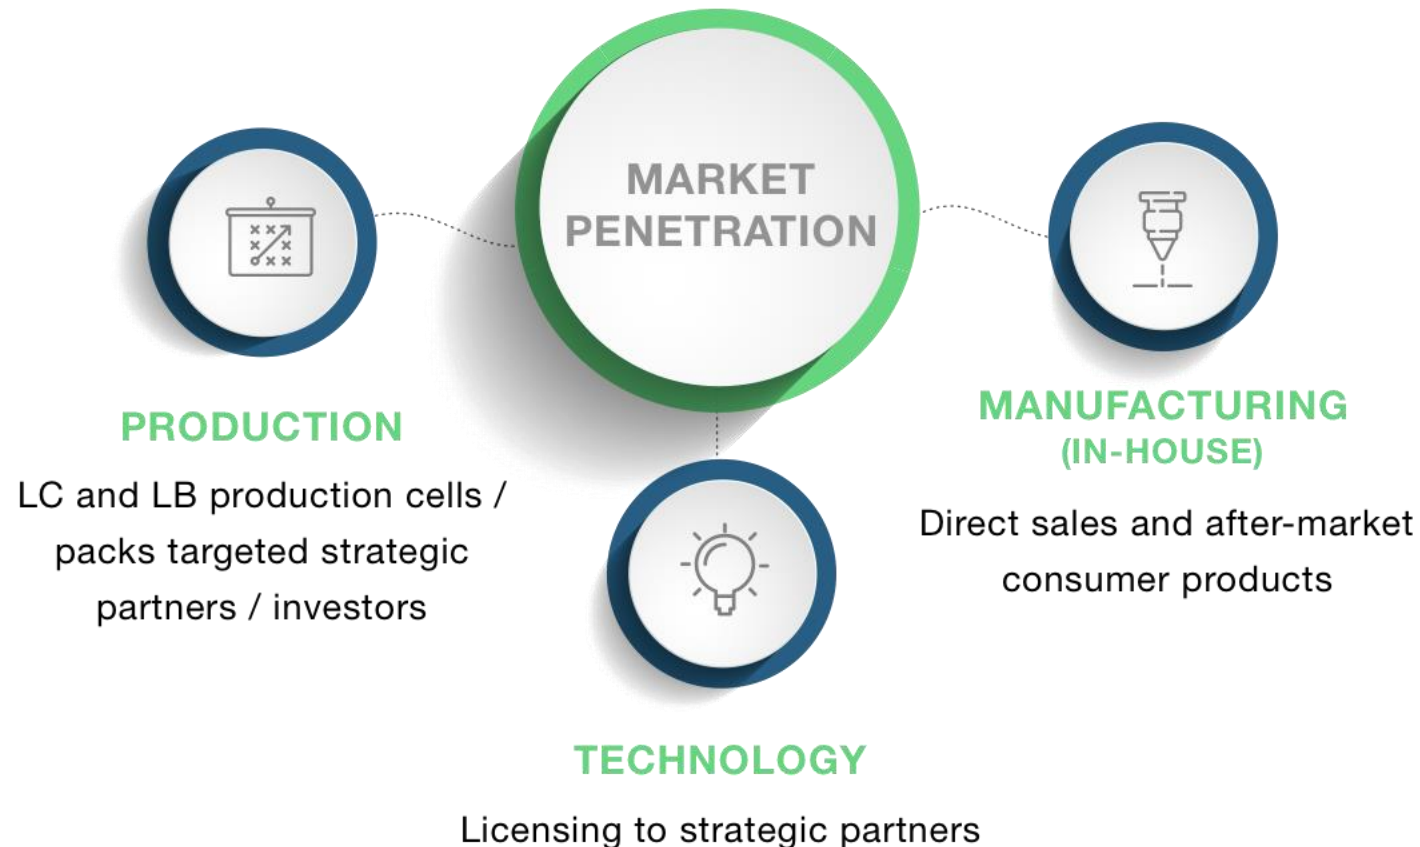 MARKET
PENETRATION
PRODUCTION
LC and LB production cells /
packs targeted strategic
partners / investors
MANUFACTURING
(IN-HOUSE)
Direct sales and after-market
consumer products
TECHNOLOGY
Licensing to strategic partners